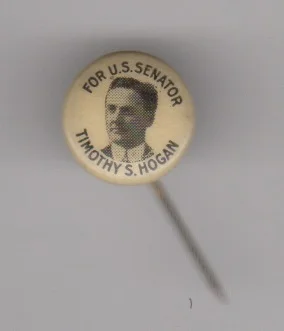 FOR U.S. SENATOR
TIMOTHY S. HOGAN